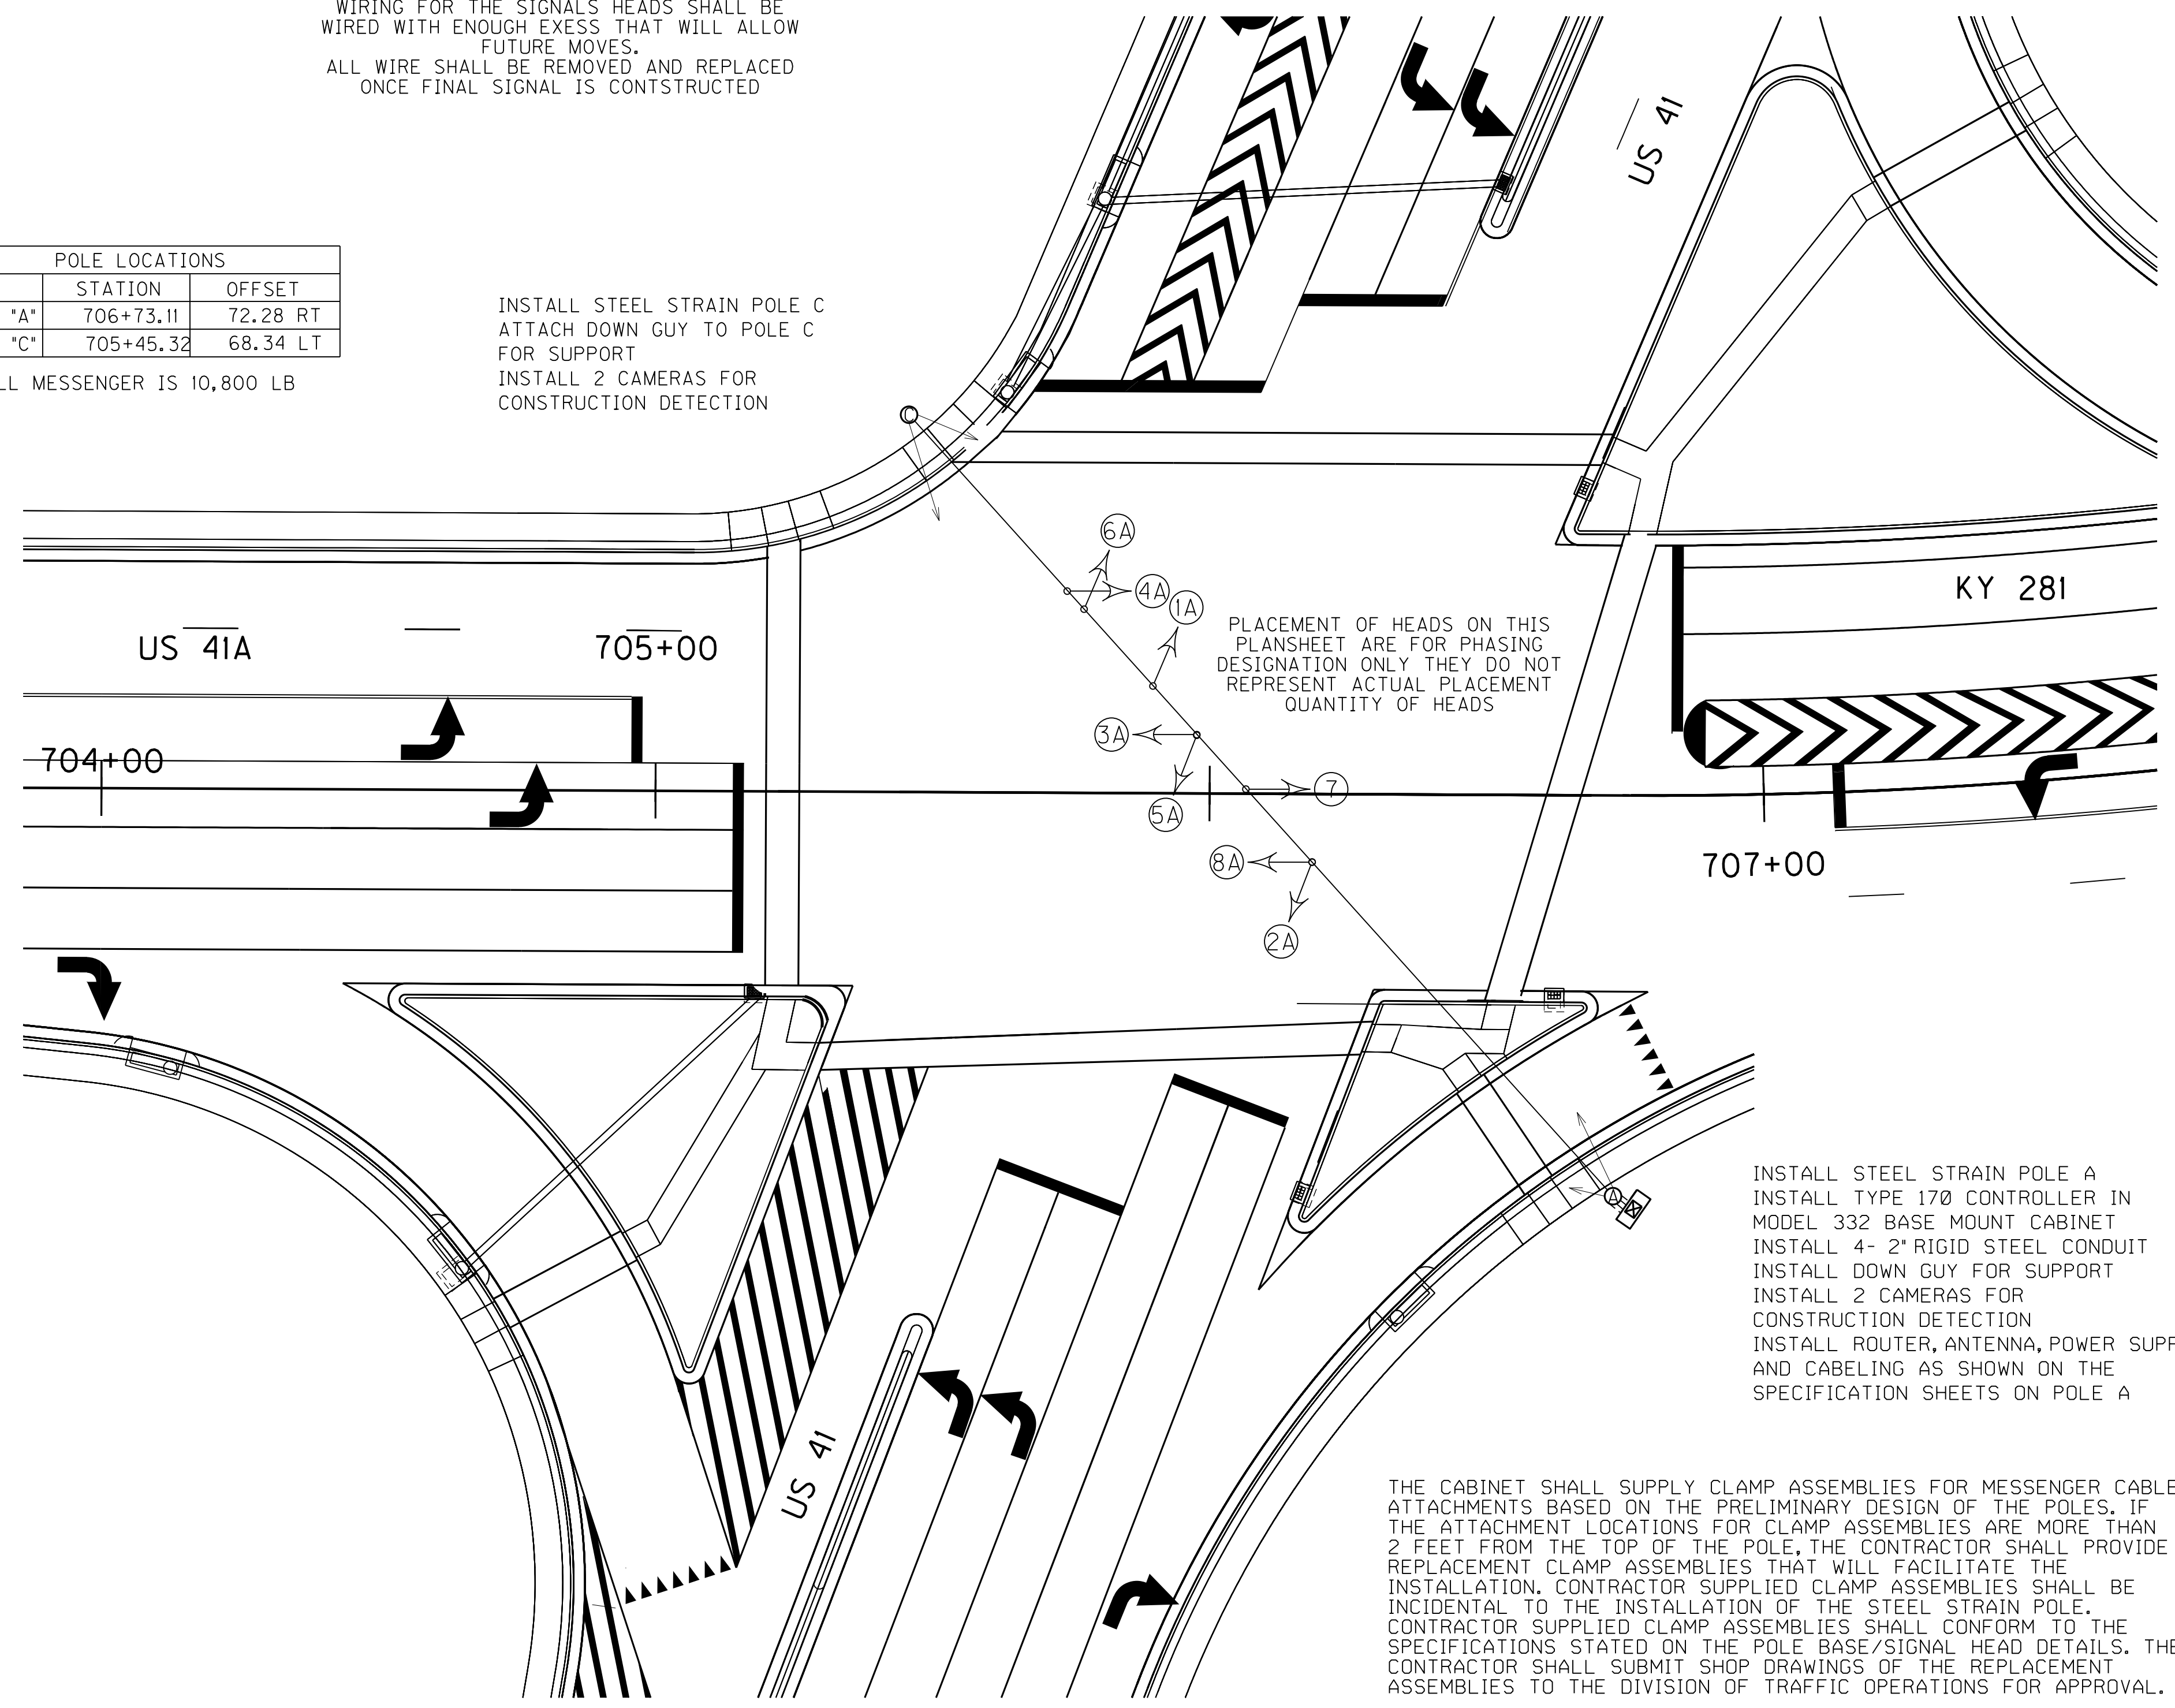 WIRING FOR THE SIGNALS HEADS SHALL BE
WIRED WITH ENOUGH EXESS THAT WILL ALLOW
FUTURE MOVES.
ALL WIRE SHALL BE REMOVED AND REPLACED
ONCE FINAL SIGNAL IS CONTSTRUCTED
POLE LOCATIONS
STATION OFFSET
"A" 706+73.11 72.28 RT
"C" 705+45.32 68.34 LT
LL MESSENGER IS 10,800 LB
INSTALL STEEL STRAIN POLE C
ATTACH DOWN GUY TO POLE C
FOR SUPPORT
INSTALL 2 CAMERAS FOR
CONSTRUCTION DETECTION
US 41
C
6A
4A
1A
PLACEMENT OF HEADS ON THIS
PLANSHEET ARE FOR PHASING
DESIGNATION ONLY THEY DO NOT
REPRESENT ACTUAL PLACEMENT
QUANTITY OF HEADS
KY 281
US 41A
705+00
704+00
3A
5A
7
8A
2A
707+00
A
INSTALL STEEL STRAIN POLE A
INSTALL TYPE 170 CONTROLLER IN
MODEL 332 BASE MOUNT CABINET
INSTALL 4- 2" RIGID STEEL CONDUIT
INSTALL DOWN GUY FOR SUPPORT
INSTALL 2 CAMERAS FOR
CONSTRUCTION DETECTION
INSTALL ROUTER, ANTENNA, POWER SUPP
AND CABELING AS SHOWN ON THE
SPECIFICATION SHEETS ON POLE A
US 41
THE CABINET SHALL SUPPLY CLAMP ASSEMBLIES FOR MESSENGER CABLE
ATTACHMENTS BASED ON THE PRELIMINARY DESIGN OF THE POLES. IF
THE ATTACHMENT LOCATIONS FOR CLAMP ASSEMBLIES ARE MORE THAN
2 FEET FROM THE TOP OF THE POLE, THE CONTRACTOR SHALL PROVIDE
REPLACEMENT CLAMP ASSEMBLIES THAT WILL FACILITATE THE
INSTALLATION. CONTRACTOR SUPPLIED CLAMP ASSEMBLIES SHALL BE
INCIDENTAL TO THE INSTALLATION OF THE STEEL STRAIN POLE.
CONTRACTOR SUPPLIED CLAMP ASSEMBLIES SHALL CONFORM TO THE
SPECIFICATIONS STATED ON THE POLE BASE/SIGNAL HEAD DETAILS. THE
CONTRACTOR SHALL SUBMIT SHOP DRAWINGS OF THE REPLACEMENT
ASSEMBLIES TO THE DIVISION OF TRAFFIC OPERATIONS FOR APPROVAL.